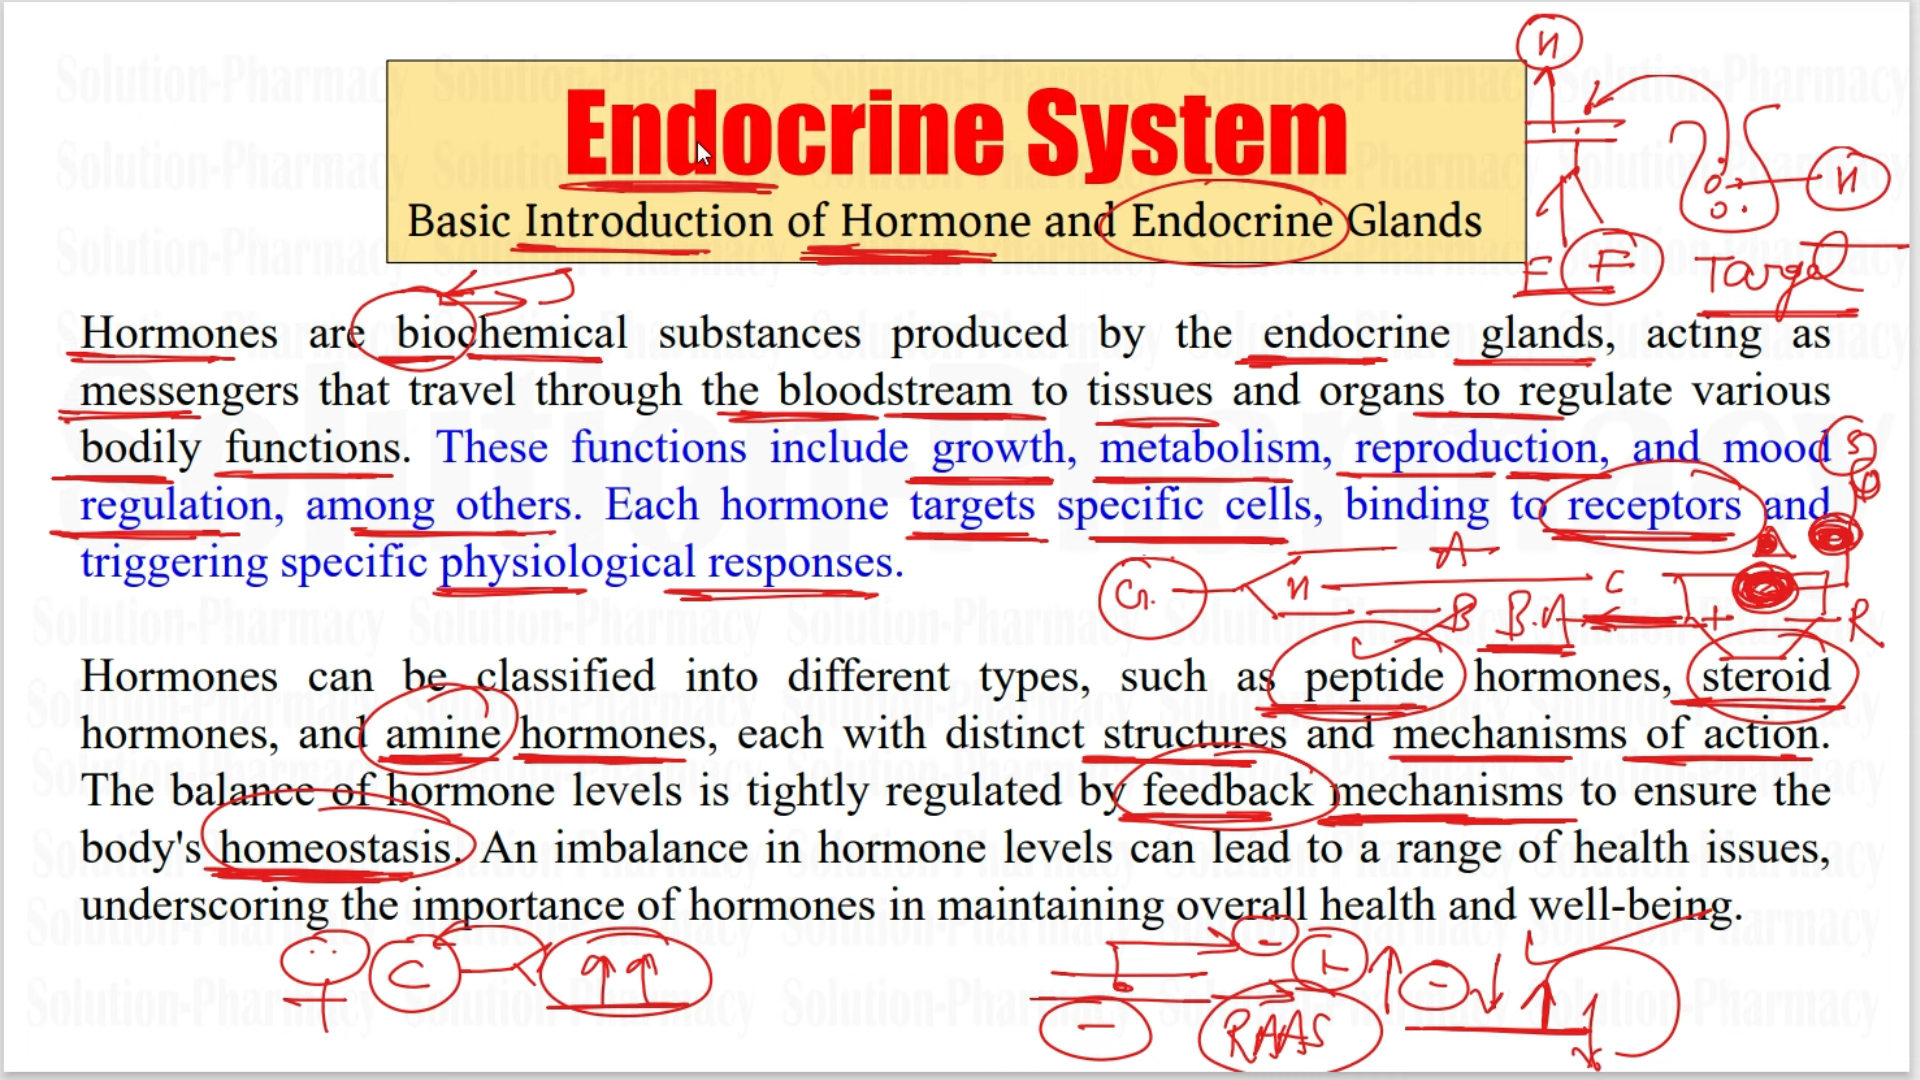 Endocrine System
Basic Introduction of Hormone and Endocrine Glands
Hormones are biochemical substances produced by the endocrine glands, acting as
messengers that travel through the bloodstream to tissues and organs to regulate various
bodily functions. These functions include growth, metabolism, reproduction, and mood
regulation, among others. Each hormone targets specific cells, binding to receptors and
triggering specific physiological responses.
Hormones can be classified into different types, such as peptide hormones, steroid
hormones, and amine hormones, each with distinct structures and mechanisms of action.
The balance of hormone levels is tightly regulated by feedback mechanisms to ensure the
body's homeostasis. An imbalance in hormone levels can lead to a range of health issues,
underscoring the importance of hormones in maintaining overall health and well-being.
H
H
F
Target
G.
H
A
B
C
B.A
R
C
RAAS
Solution-Pharmacy